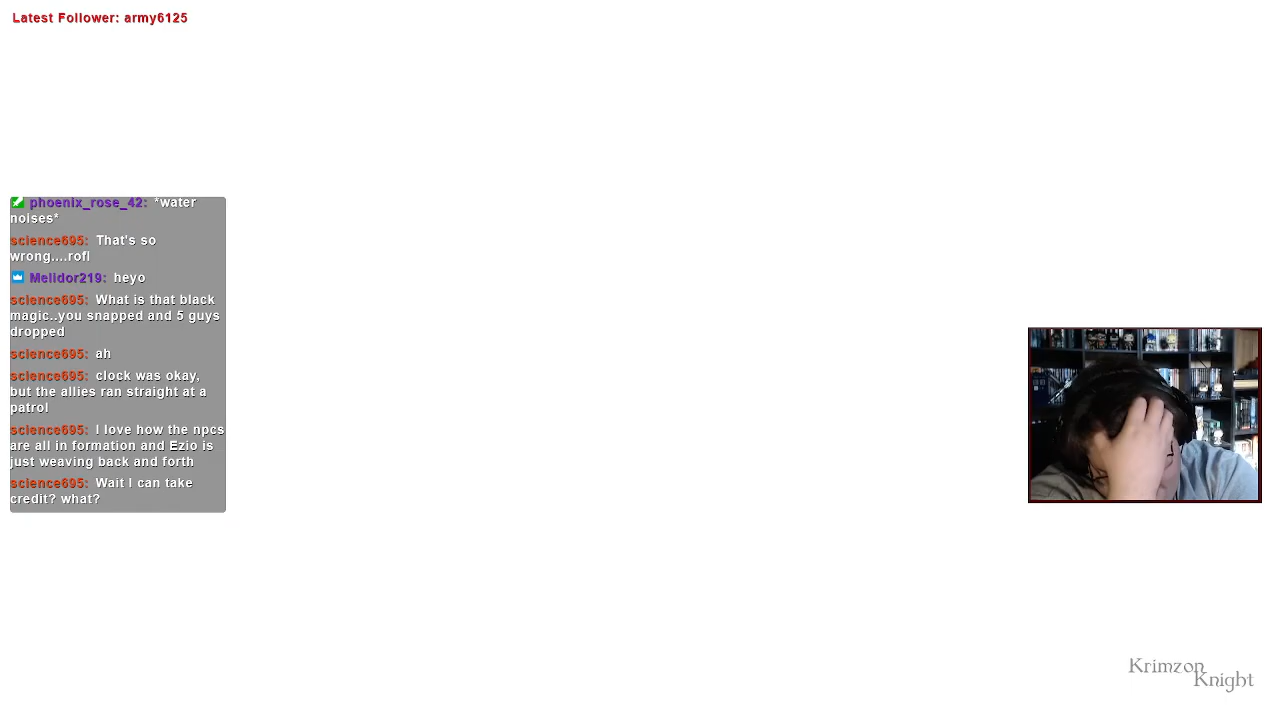 Latest Follower: army6125
phoenix_rose_42: *water
noises*
science695: That's so
wrong....rofl
Melidor219: heyo
science695: What is that black
magic..you snapped and 5 guys
dropped
science695: ah
science695: clock was okay,
but the allies ran straight at a
patrol
science695: I love how the npcs
are all in formation and Ezio is
just weaving back and forth
science695: Wait I can take
credit? what?
Krimzon
Knight